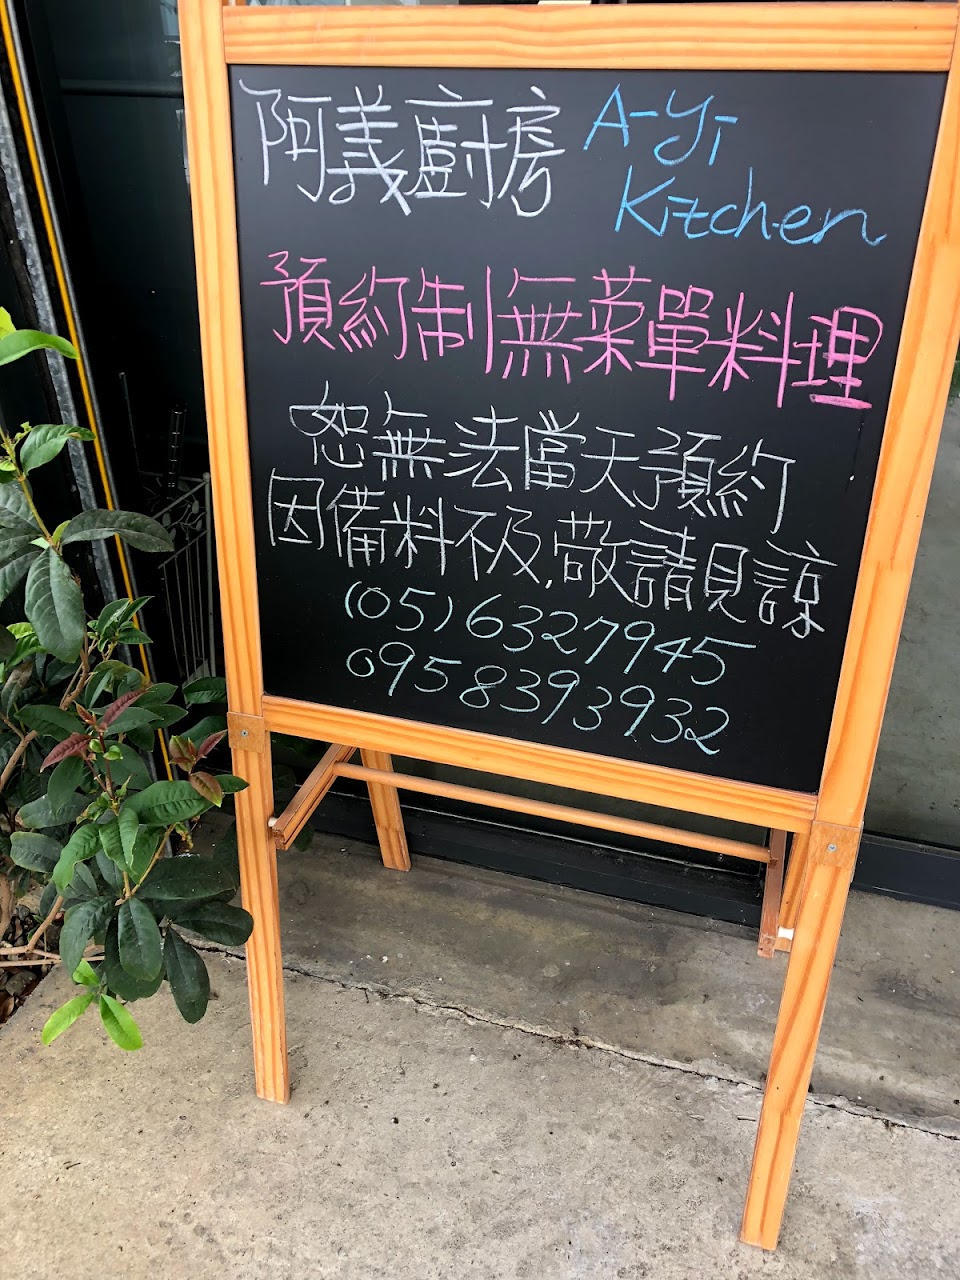 阿義廚房 A-Yi
Kitchen
預約制無菜單料理
恕無法當天預約
因備料不及,敬請見諒
(05)6327945
0958393932